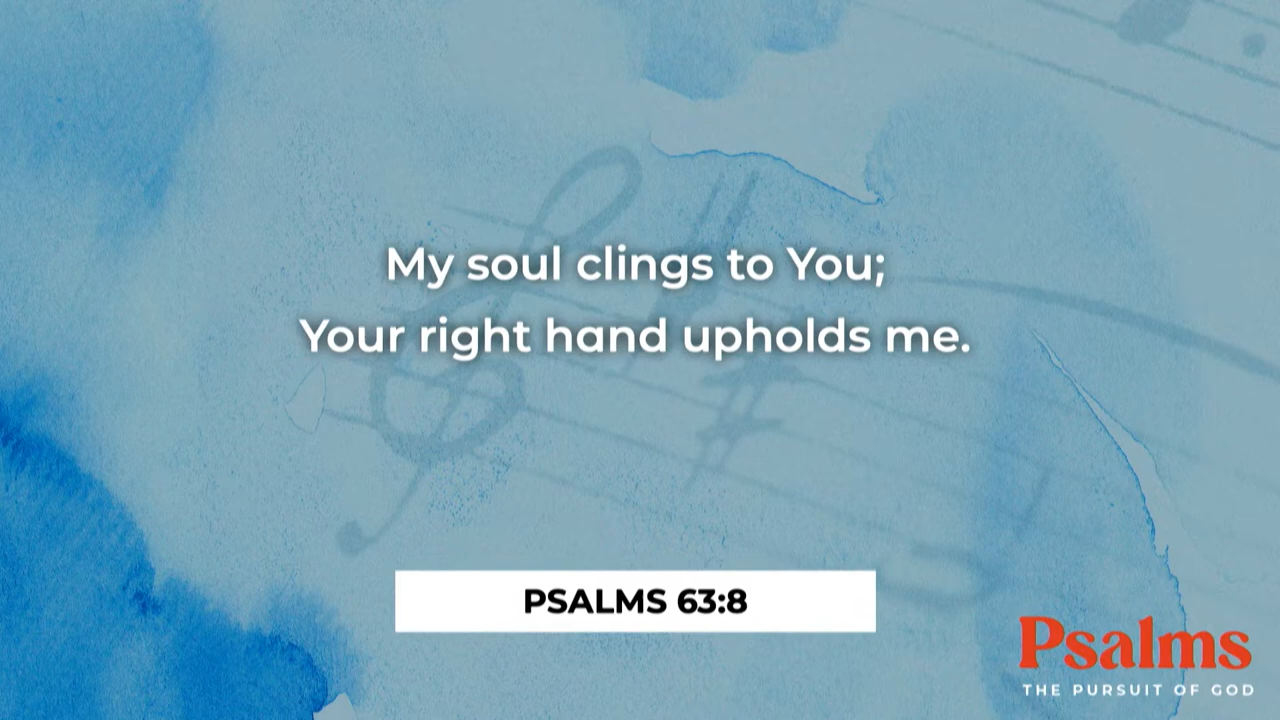 My soul clings to You;
Your right hand upholds me.
PSALMS 63:8
Psalms
THE PURSUIT OF GOD